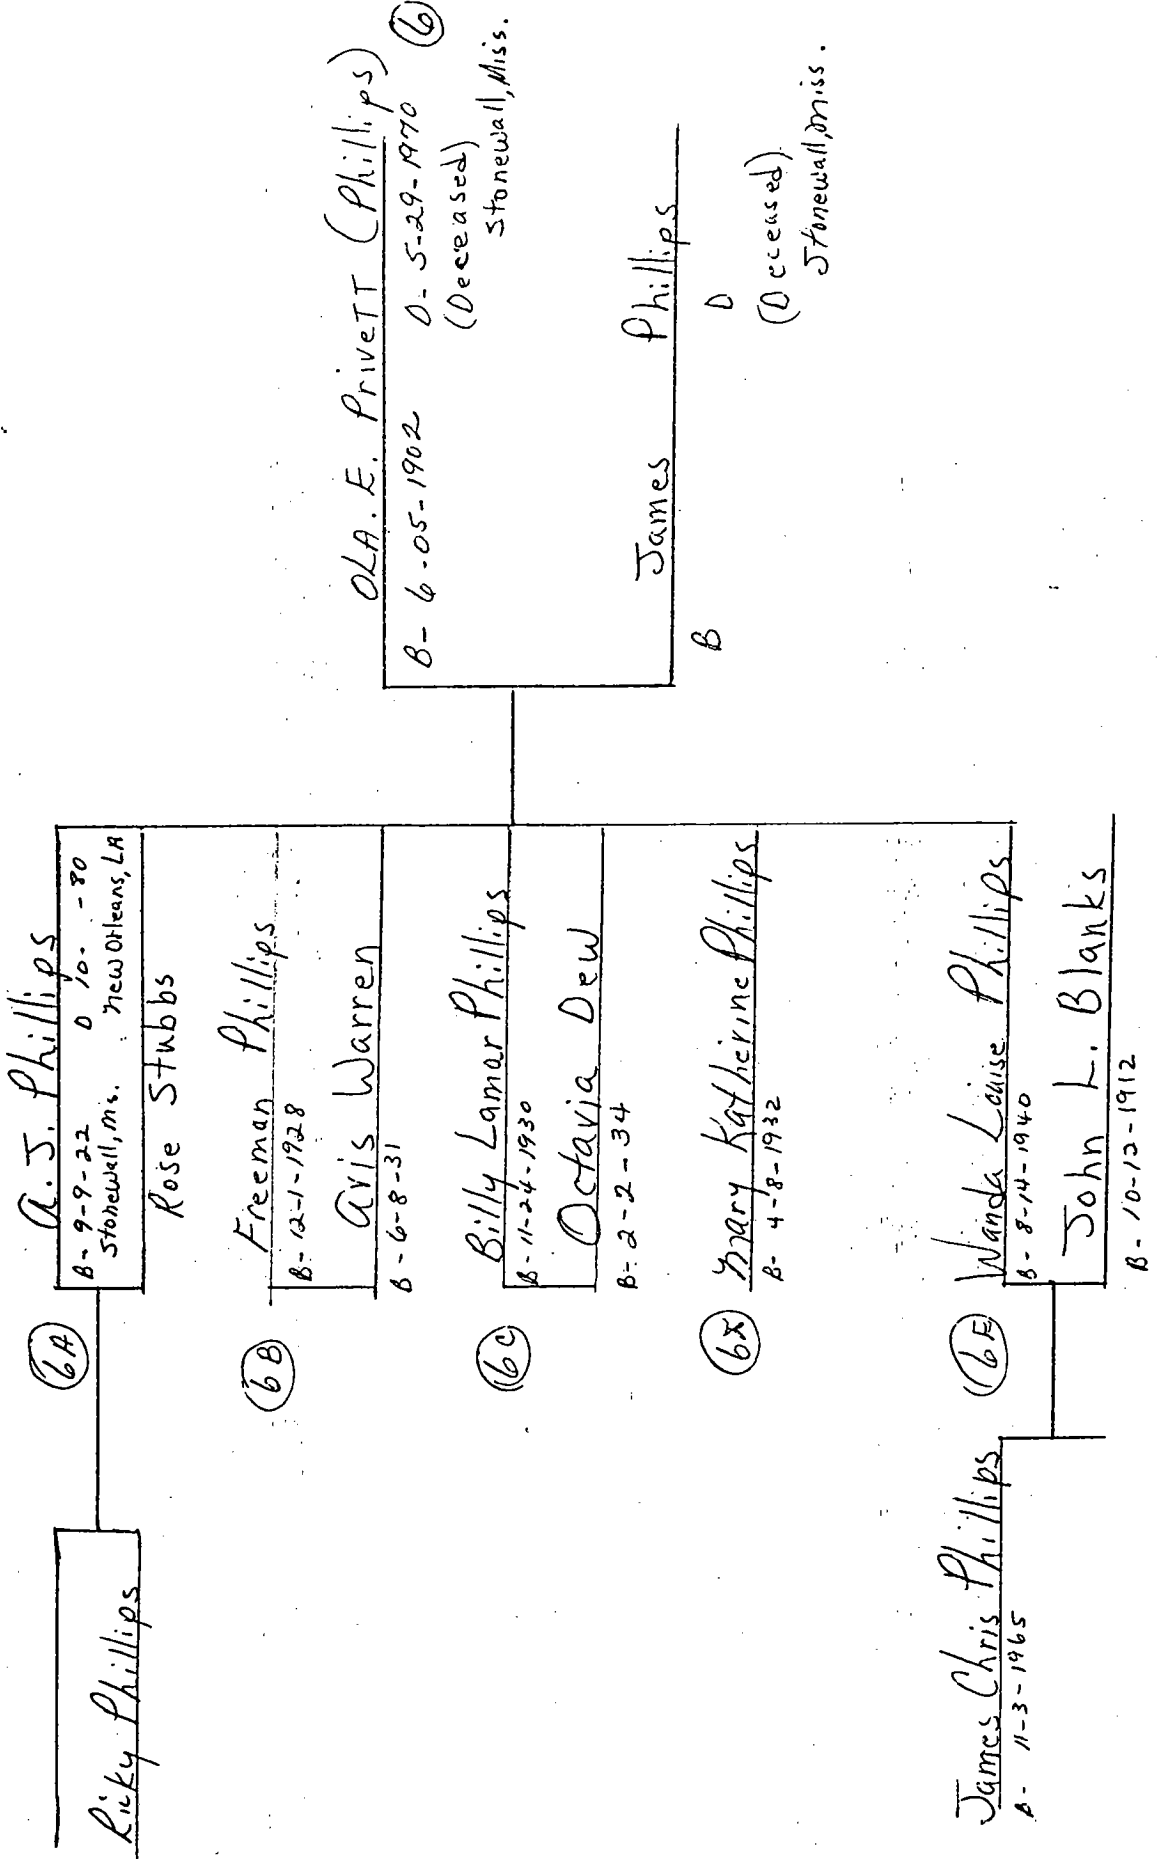 OLA. E. Privett (Phillips)
B- 6-05-1902 D- 5-29-1970 6
(Deceased)
Stonewall, Miss.
James Phillips
B D
(Deceased)
Stonewall, miss.
6A
A. J. Phillips
B- 9-9-22 D 10- -80
Stonewall, Ms. New Orleans, LA
Rose Stubbs
Ricky Phillips
6B
Freeman Phillips
B- 12-1-1928
Aris Warren
B- 6-8-31
6C
Billy Lamar Phillips
B- 11-24-1930
Octavia Dew
B- 2-2-34
Mary Katherine Phillips
B- 4-8-1932
6E
Wanda Louise Phillips
B- 8-14-1940
John L. Blanks
B- 10-12-1912
James Chris Phillips
B- 11-3-1965